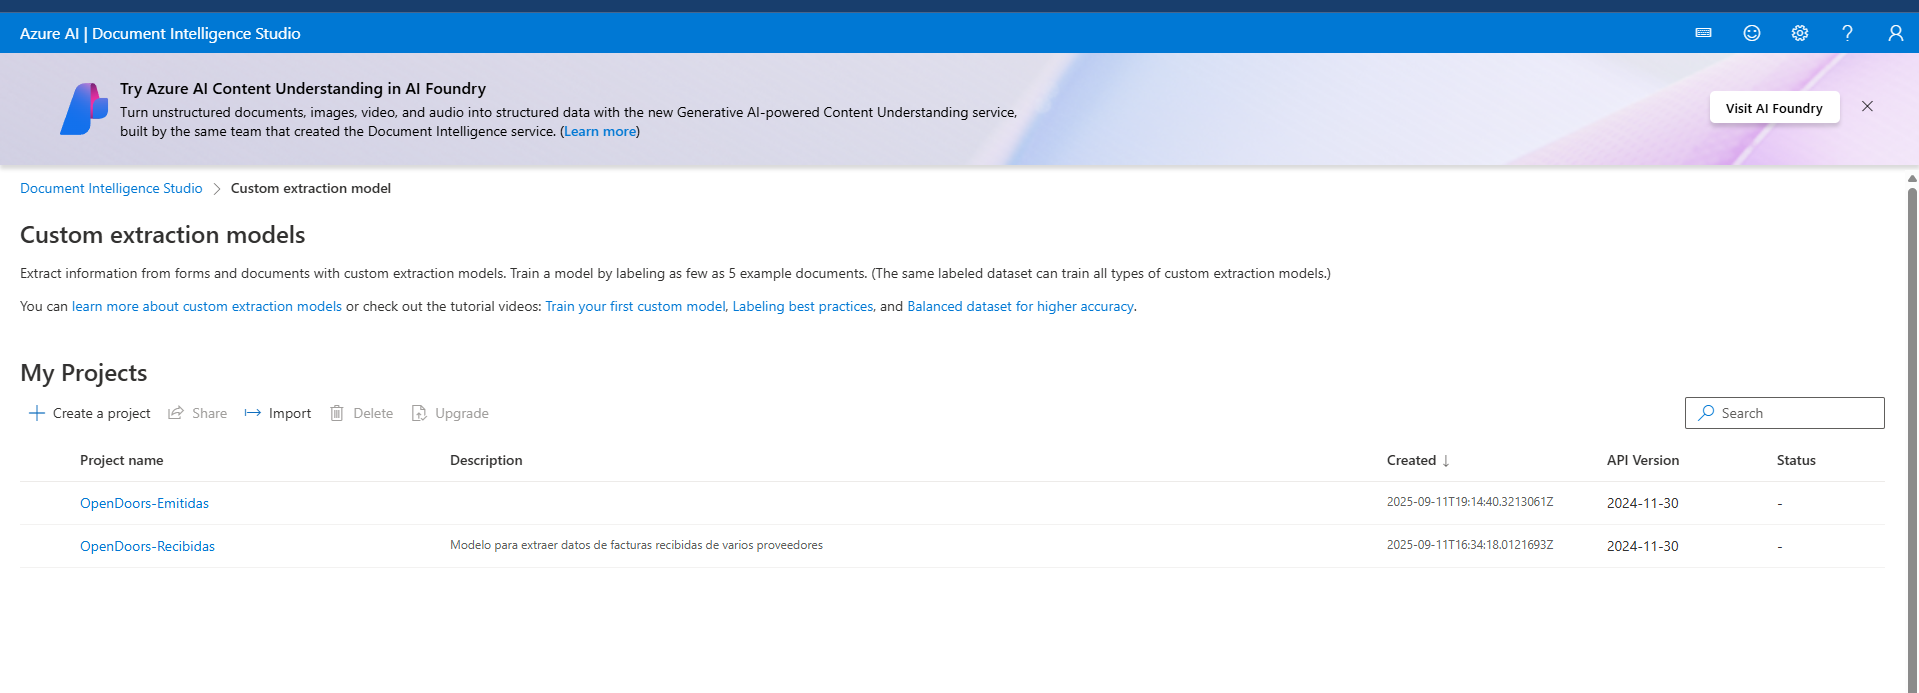 Azure AI | Document Intelligence Studio
Try Azure AI Content Understanding in AI Foundry
Turn unstructured documents, images, video, and audio into structured data with the new Generative AI-powered Content Understanding service,
built by the same team that created the Document Intelligence service. (Learn more)
Visit AI Foundry
Document Intelligence Studio > Custom extraction model
Custom extraction models
Extract information from forms and documents with custom extraction models. Train a model by labeling as few as 5 example documents. (The same labeled dataset can train all types of custom extraction models.)
You can learn more about custom extraction models or check out the tutorial videos: Train your first custom model, Labeling best practices, and Balanced dataset for higher accuracy.
My Projects
Create a project Share Import Delete Upgrade Search
Project name Description Created ↓ API Version Status
OpenDoors-Emitidas 2025-09-11T19:14:40.3213061Z 2024-11-30 -
OpenDoors-Recibidas Modelo para extraer datos de facturas recibidas de varios proveedores 2025-09-11T16:34:18.0121693Z 2024-11-30 -